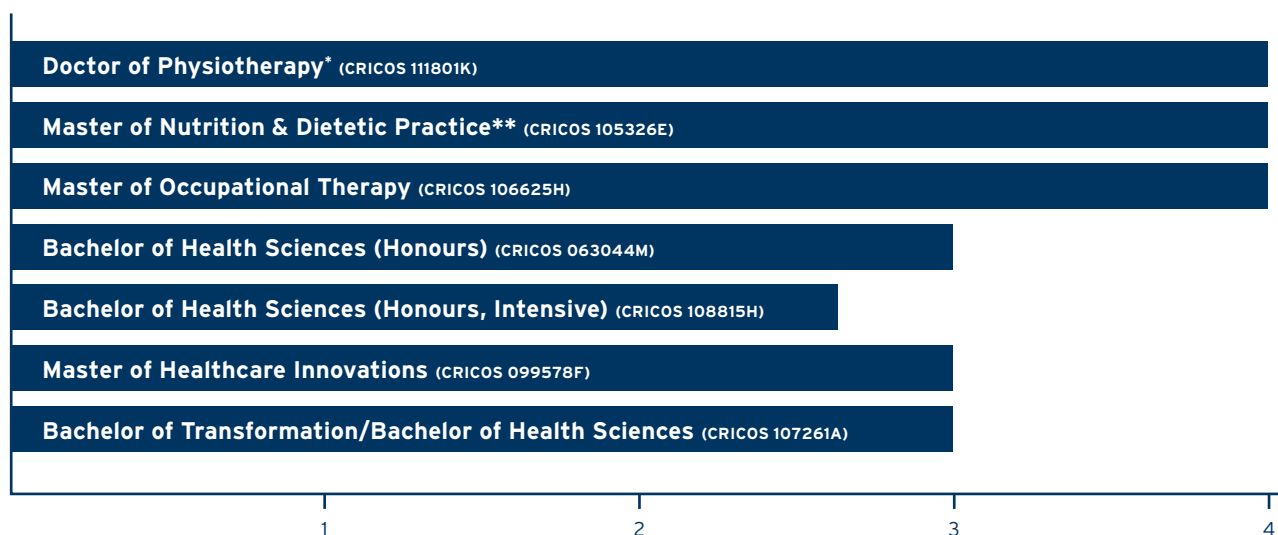 Doctor of Physiotherapy* (CRICOS 111801K)
Master of Nutrition & Dietetic Practice** (CRICOS 105326E)
Master of Occupational Therapy (CRICOS 106625H)
Bachelor of Health Sciences (Honours) (CRICOS 063044M)
Bachelor of Health Sciences (Honours, Intensive) (CRICOS 108815H)
Master of Healthcare Innovations (CRICOS 099578F)
Bachelor of Transformation/Bachelor of Health Sciences (CRICOS 107261A)
1 2 3 4